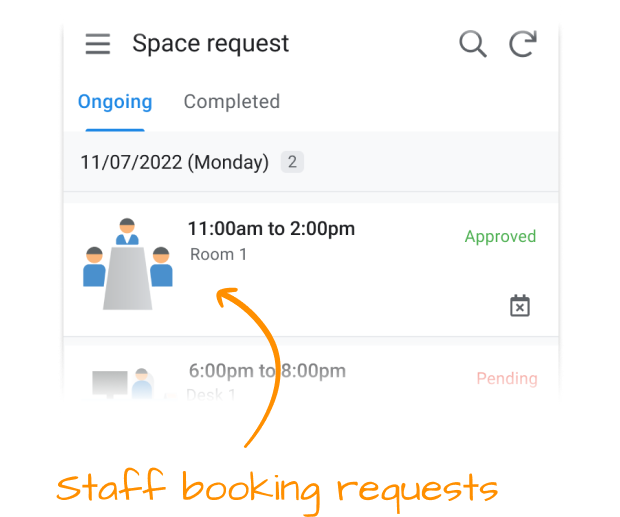 Space request
Ongoing Completed
11/07/2022 (Monday) 2
11:00am to 2:00pm
Approved
Room 1
6:00pm to 8:00pm
Pending
Desk 1
Staff booking requests